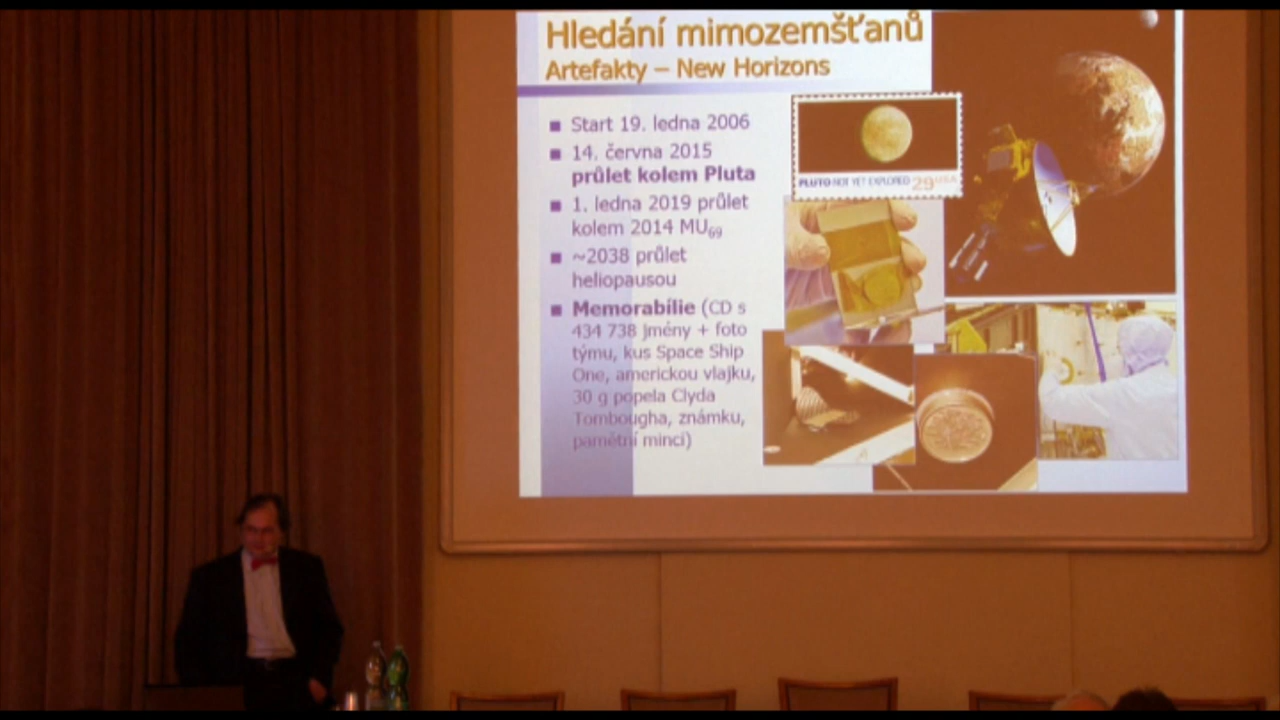 Hledání mimozemšťanů
Artefakty – New Horizons
Start 19. ledna 2006
14. června 2015
průlet kolem Pluta
1. ledna 2019 průlet
kolem 2014 MU69
~2038 průlet
heliopausou
Memorabílie (CD s
434 738 jmény + foto
týmu, kus Space Ship
One, americkou vlajku,
30 g popela Clyda
Tombougha, známku,
pamětní minci)
PLUTO NOT YET EXPLORED 29 USA